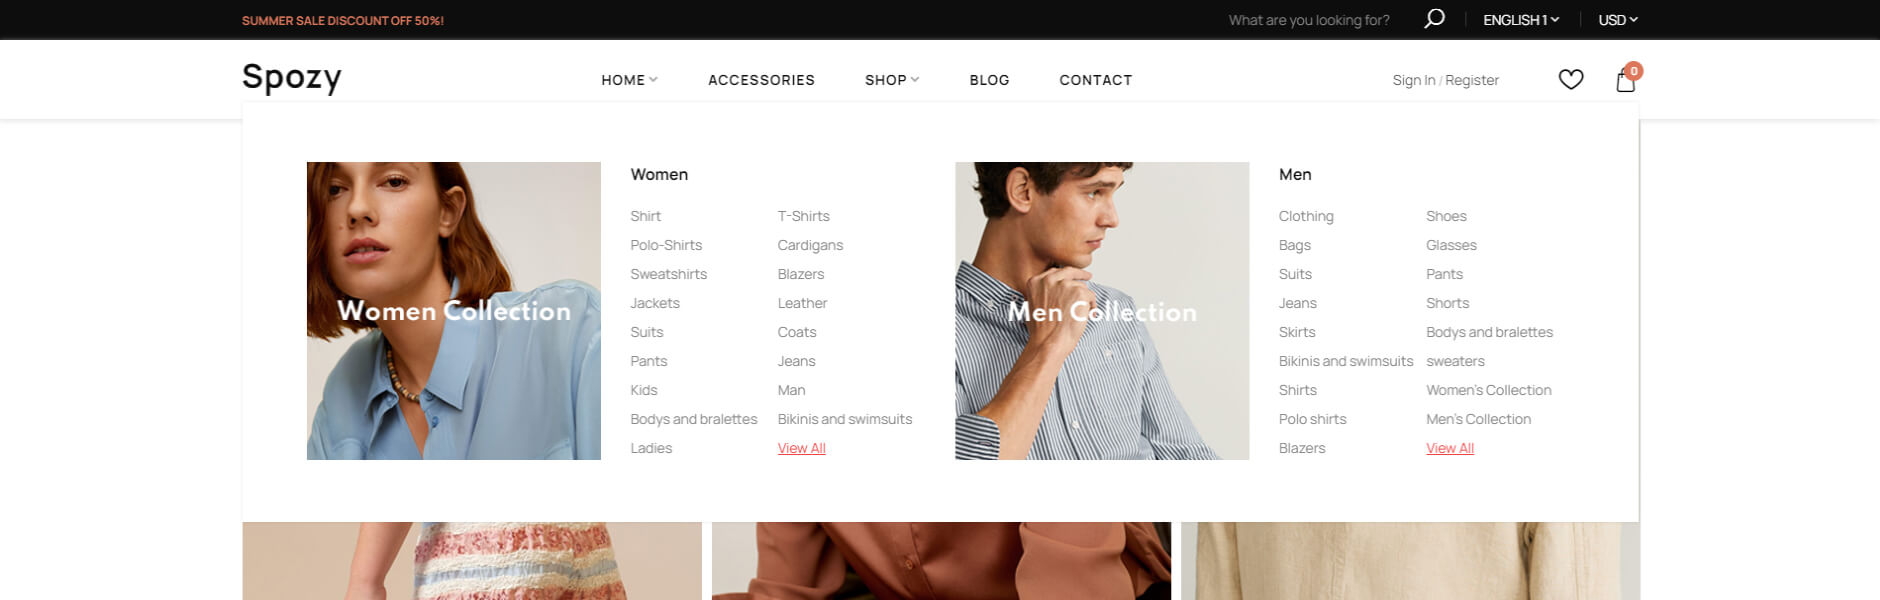 SUMMER SALE DISCOUNT OFF 50%!
What are you looking for?
ENGLISH 1
USD
Spozy
HOME
ACCESSORIES
SHOP
BLOG
CONTACT
Sign In / Register
0
Women Collection
Women
Shirt
Polo-Shirts
Sweatshirts
Jackets
Suits
Pants
Kids
Bodys and bralettes
Ladies
T-Shirts
Cardigans
Blazers
Leather
Coats
Jeans
Man
Bikinis and swimsuits
View All
Men Collection
Men
Clothing
Bags
Suits
Jeans
Skirts
Bikinis and swimsuits
Shirts
Polo shirts
Blazers
Shoes
Glasses
Pants
Shorts
Bodys and bralettes
sweaters
Women's Collection
Men's Collection
View All